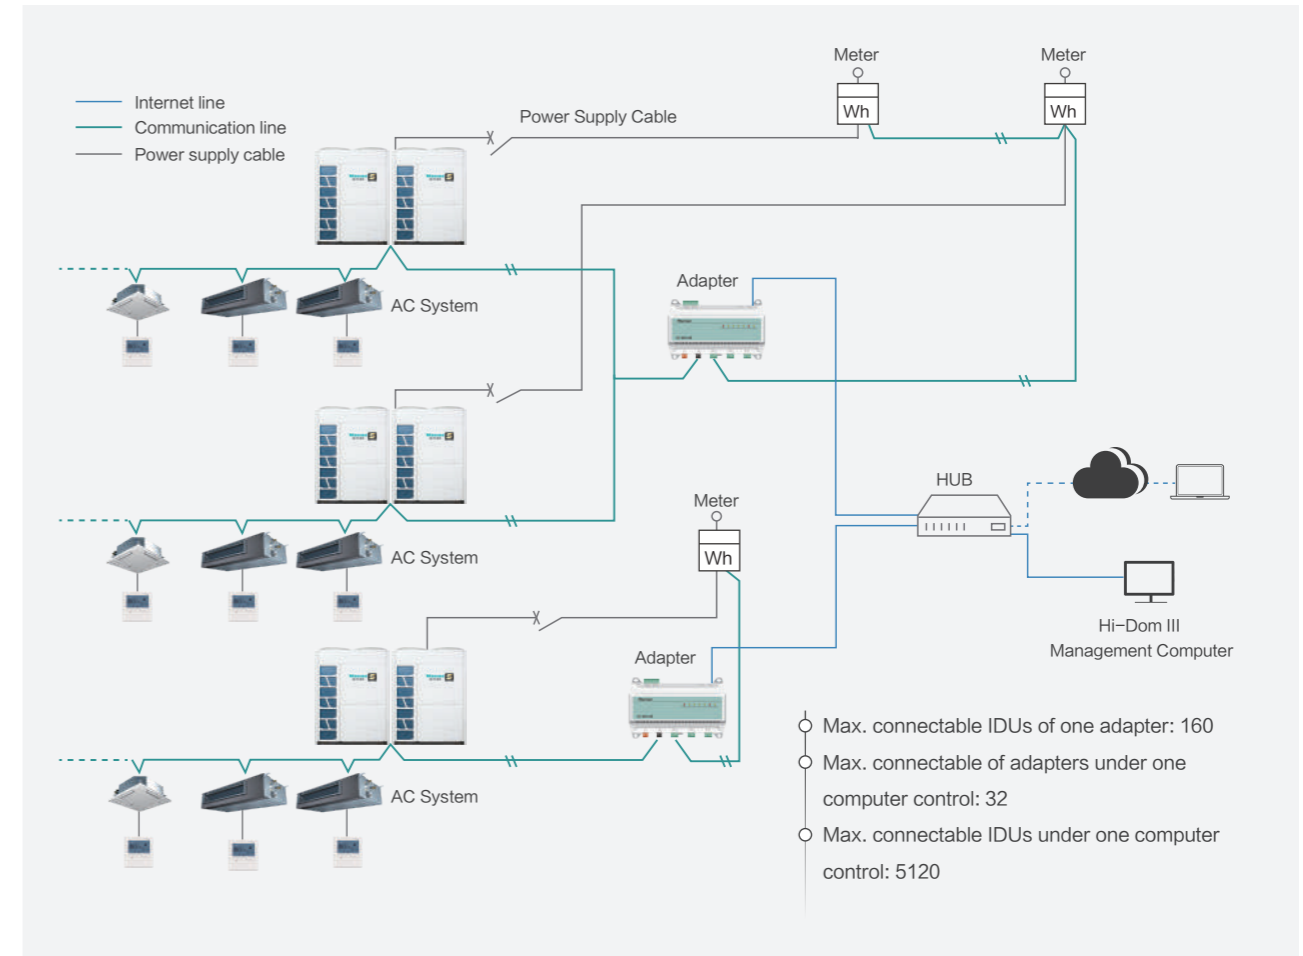 Meter
Meter
Wh
Wh
Internet line
Communication line
Power supply cable
Power Supply Cable
Adapter
AC System
HUB
Meter
Wh
AC System
Hi-Dom III
Management Computer
Adapter
AC System
Max. connectable IDUs of one adapter: 160
Max. connectable of adapters under one
computer control: 32
Max. connectable IDUs under one computer
control: 5120